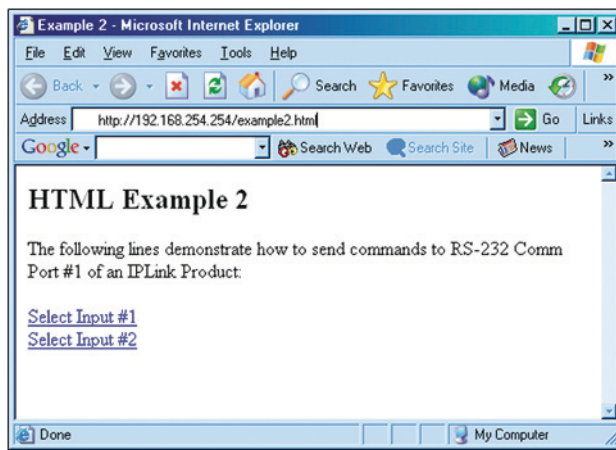 Example 2 - Microsoft Internet Explorer
File Edit View Favorites Tools Help
Back Search Favorites Media »
Address http://192.168.254.254/example2.html Go Links
Google Search Web Search Site News »
HTML Example 2
The following lines demonstrate how to send commands to RS-232 Comm
Port #1 of an IPLink Product:
Select Input #1
Select Input #2
Done My Computer